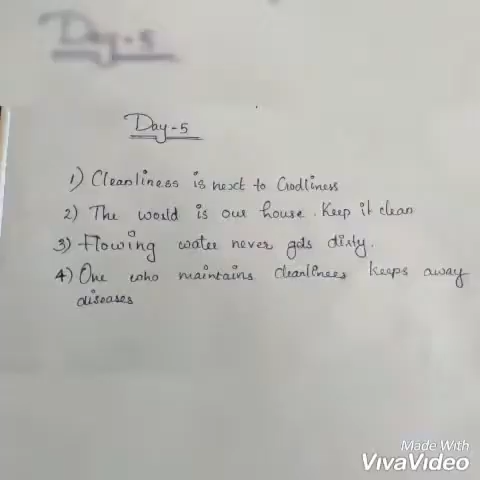 Day-5
Day-5
1) Cleanliness is next to Godliness
2) The world is our house. Keep it clean
3) Flowing water never gets dirty.
4) One who maintains cleanliness keeps away
diseases
Made With
VivaVideo